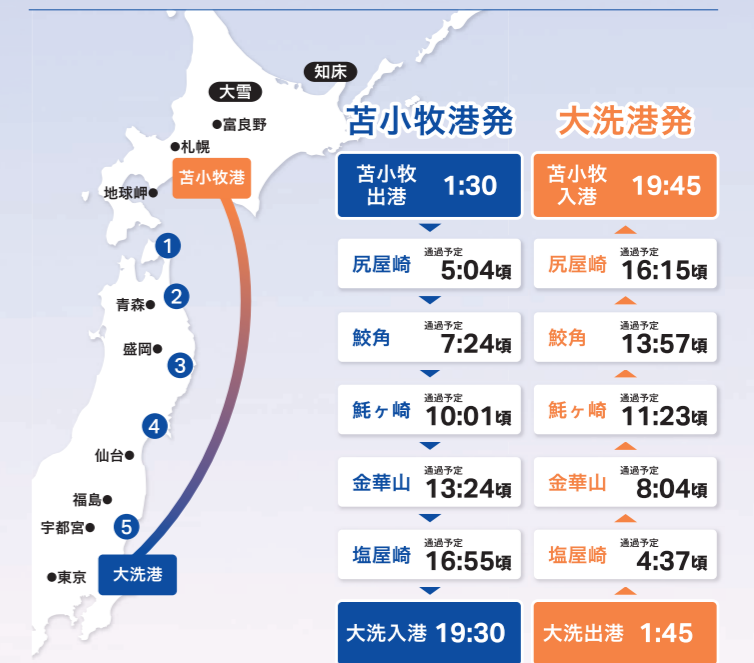 知床
大雪
●富良野
●札幌
苫小牧港
地球岬●
1
2
青森●
盛岡●
3
4
仙台●
福島●
宇都宮●
5
●東京
大洗港
苫小牧港発
苫小牧
出港
1:30
尻屋崎
通過予定
5:04頃
鮫角
通過予定
7:24頃
魹ヶ崎
通過予定
10:01頃
金華山
通過予定
13:24頃
塩屋崎
通過予定
16:55頃
大洗入港 19:30
大洗港発
苫小牧
入港
19:45
尻屋崎
通過予定
16:15頃
鮫角
通過予定
13:57頃
魹ヶ崎
通過予定
11:23頃
金華山
通過予定
8:04頃
塩屋崎
通過予定
4:37頃
大洗出港 1:45